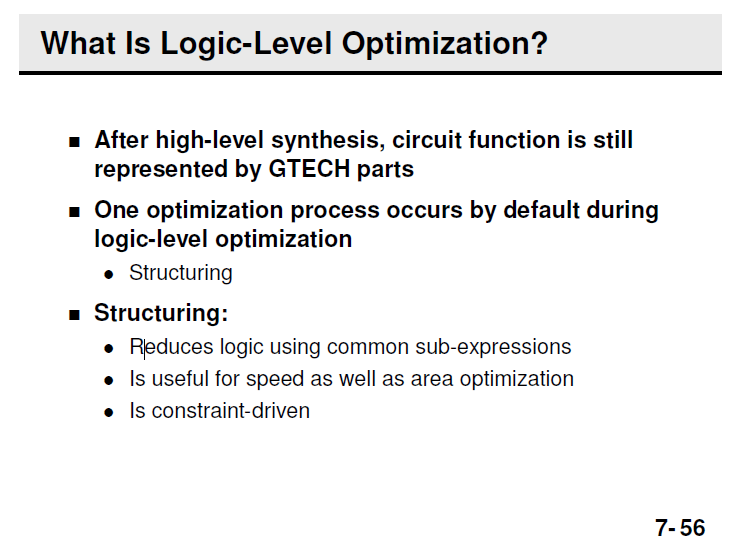 What Is Logic-Level Optimization?
■ After high-level synthesis, circuit function is still
represented by GTECH parts
■ One optimization process occurs by default during
logic-level optimization
● Structuring
■ Structuring:
● Reduces logic using common sub-expressions
● Is useful for speed as well as area optimization
● Is constraint-driven
7- 56